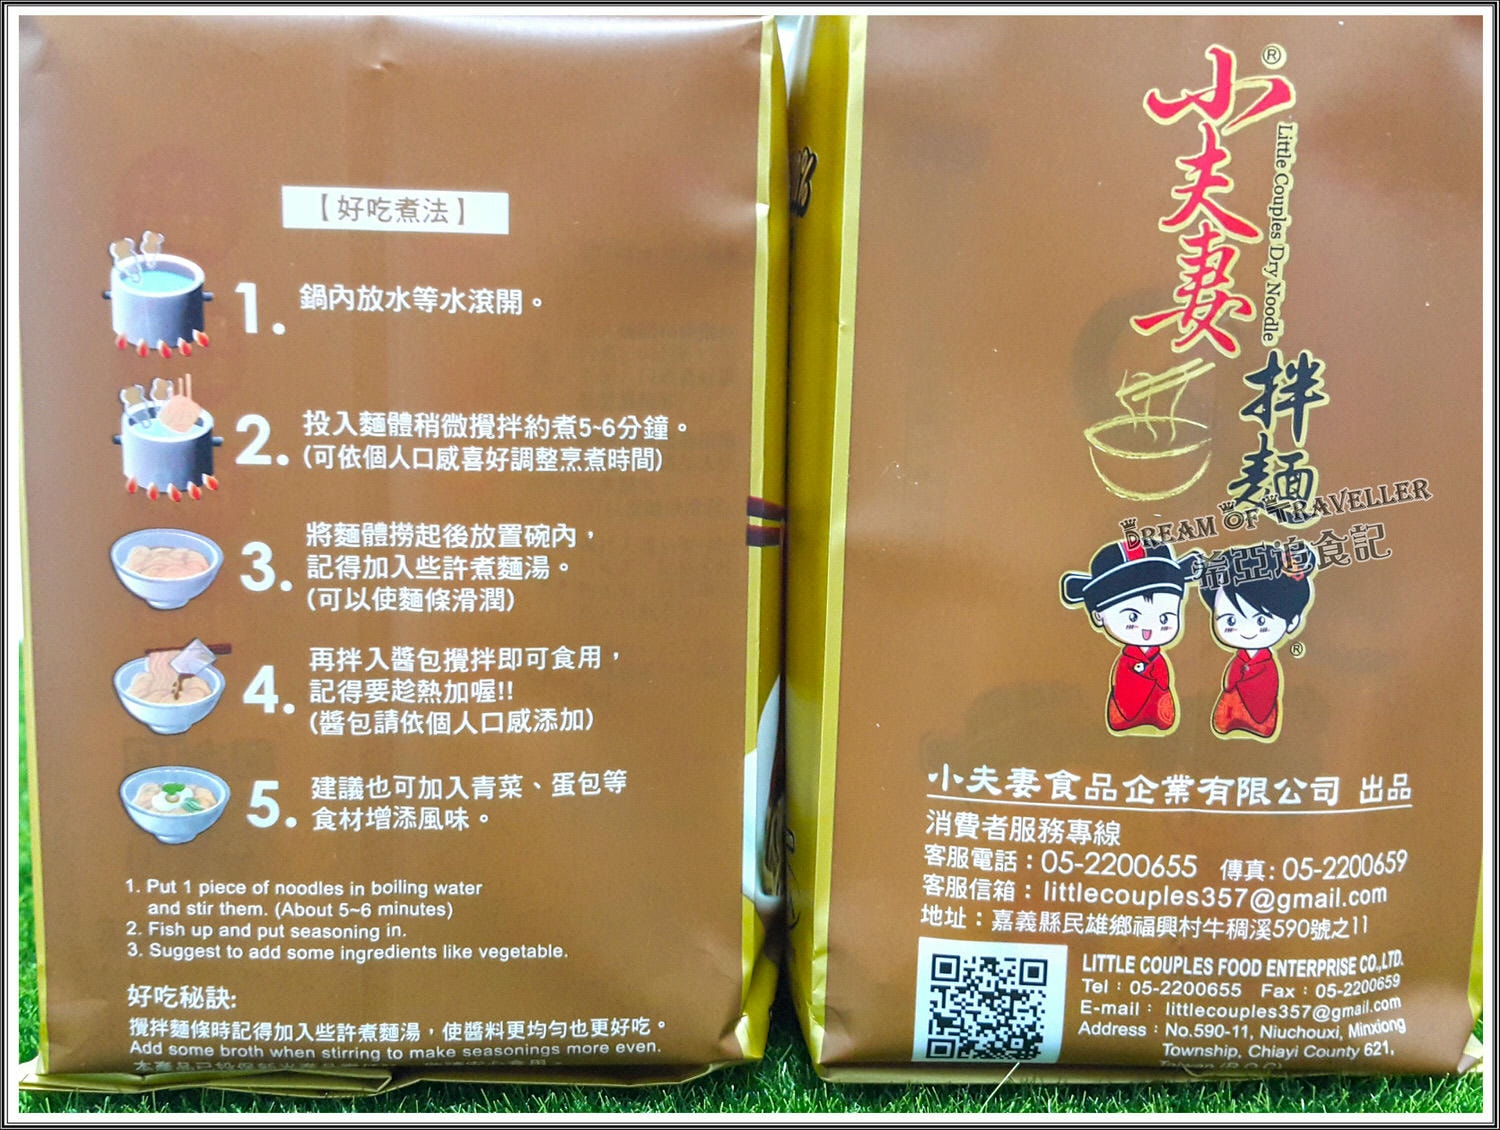 【好吃煮法】
1. 鍋內放水等水滾開。
2. 投入麵體稍微攪拌約煮5~6分鐘。
(可依個人口感喜好調整烹煮時間)
3. 將麵體撈起後放置碗內，
記得加入些許煮麵湯。
(可以使麵條滑潤)
4. 再拌入醬包攪拌即可食用，
記得要趁熱加喔!!
(醬包請依個人口感添加)
5. 建議也可加入青菜、蛋包等
食材增添風味。
1. Put 1 piece of noodles in boiling water
and stir them. (About 5~6 minutes)
2. Fish up and put seasoning in.
3. Suggest to add some ingredients like vegetable.
好吃秘訣:
攪拌麵條時記得加入些許煮麵湯，使醬料更均勻也更好吃。
Add some broth when stirring to make seasonings more even.
小夫妻®
Little Couples Dry Noodle
拌麵
DREAM OF TRAVELLER
希亞追食記
®
小夫妻食品企業有限公司 出品
消費者服務專線
客服電話：05-2200655 傳真: 05-2200659
客服信箱：littlecouples357@gmail.com
地址：嘉義縣民雄鄉福興村牛稠溪590號之11
LITTLE COUPLES FOOD ENTERPRISE CO.,LTD.
Tel：05-2200655 Fax：05-2200659
E-mail：littlecouples357@gmail.com
Address：No.590-11, Niuchouxi, Minxiong
Township, Chiayi County 621,